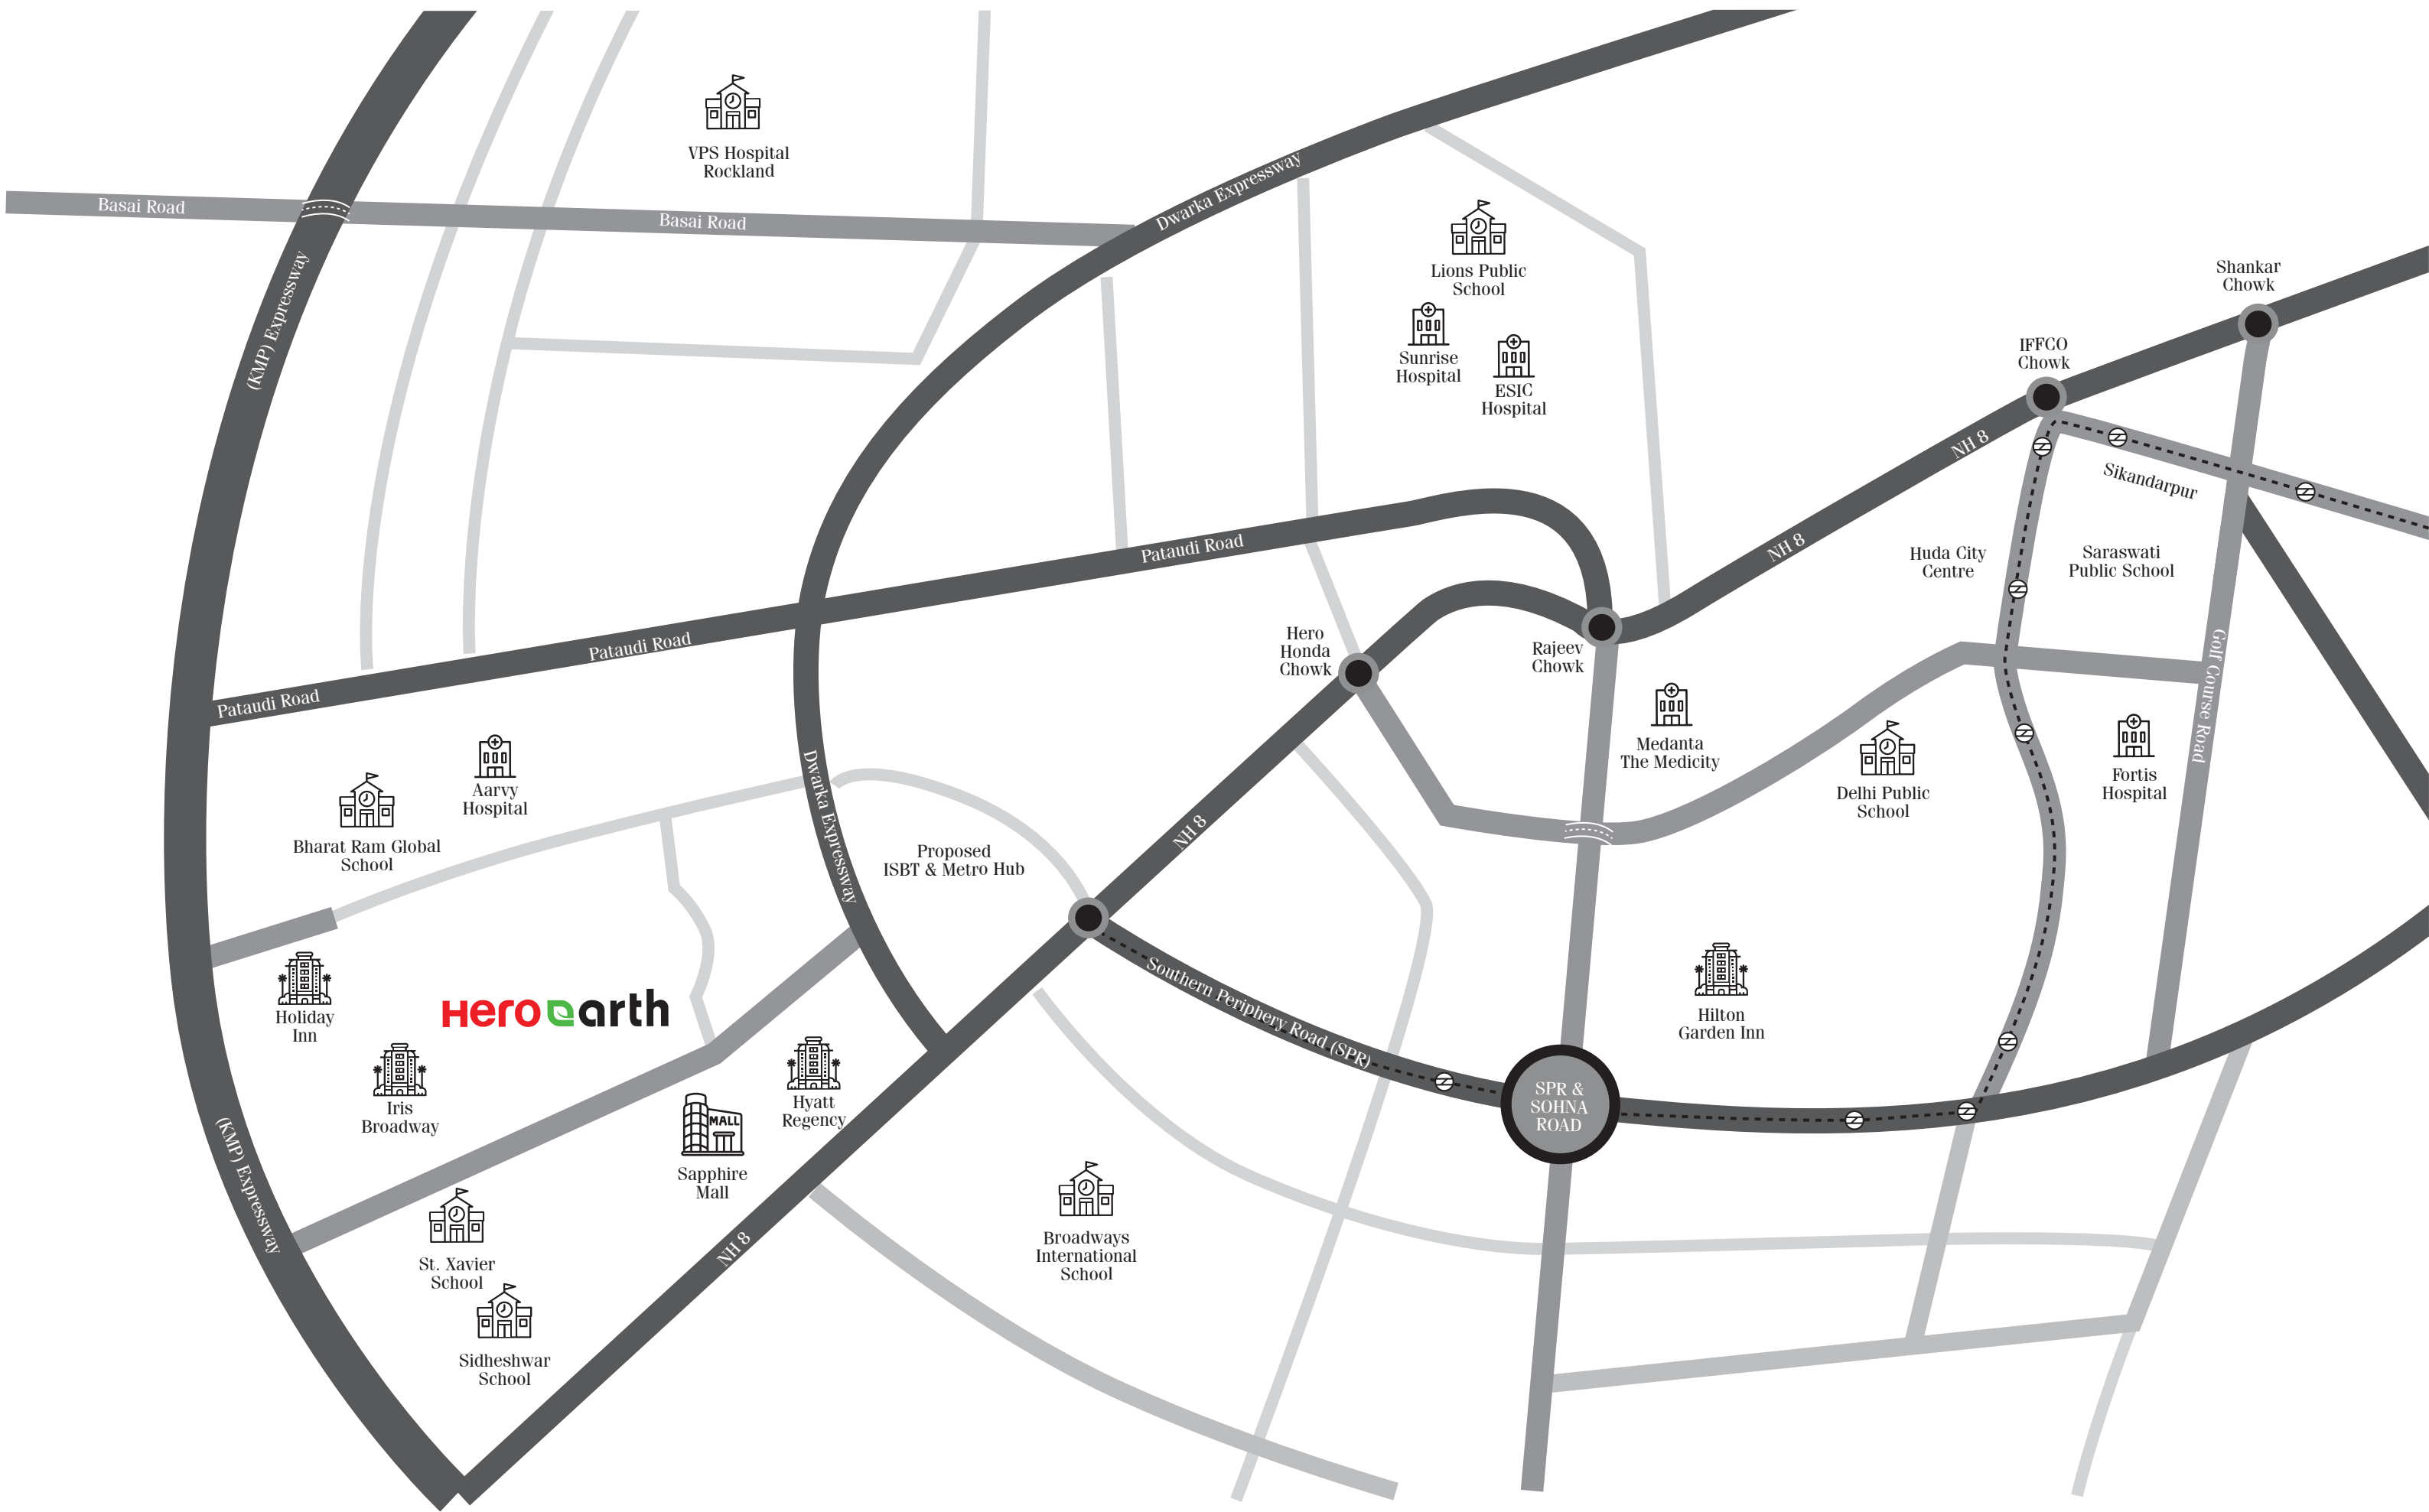 VPS Hospital
Rockland
Basai Road
Basai Road
Dwarka Expressway
(KMP) Expressway
Lions Public
School
Sunrise
Hospital
ESIC
Hospital
Shankar
Chowk
IFFCO
Chowk
NH 8
Sikandarpur
NH 8
Pataudi Road
Pataudi Road
Pataudi Road
Huda City
Centre
Saraswati
Public School
Hero
Honda
Chowk
Rajeev
Chowk
Golf Course Road
Medanta
The Medicity
Delhi Public
School
Fortis
Hospital
Aarvy
Hospital
Bharat Ram Global
School
Dwarka Expressway
Proposed
ISBT & Metro Hub
NH 8
Southern Periphery Road (SPR)
Holiday
Inn
Hero earth
Hilton
Garden Inn
Iris
Broadway
Hyatt
Regency
MALL
Sapphire
Mall
SPR &
SOHNA
ROAD
(KMP) Expressway
NH 8
St. Xavier
School
Broadways
International
School
Sidheshwar
School